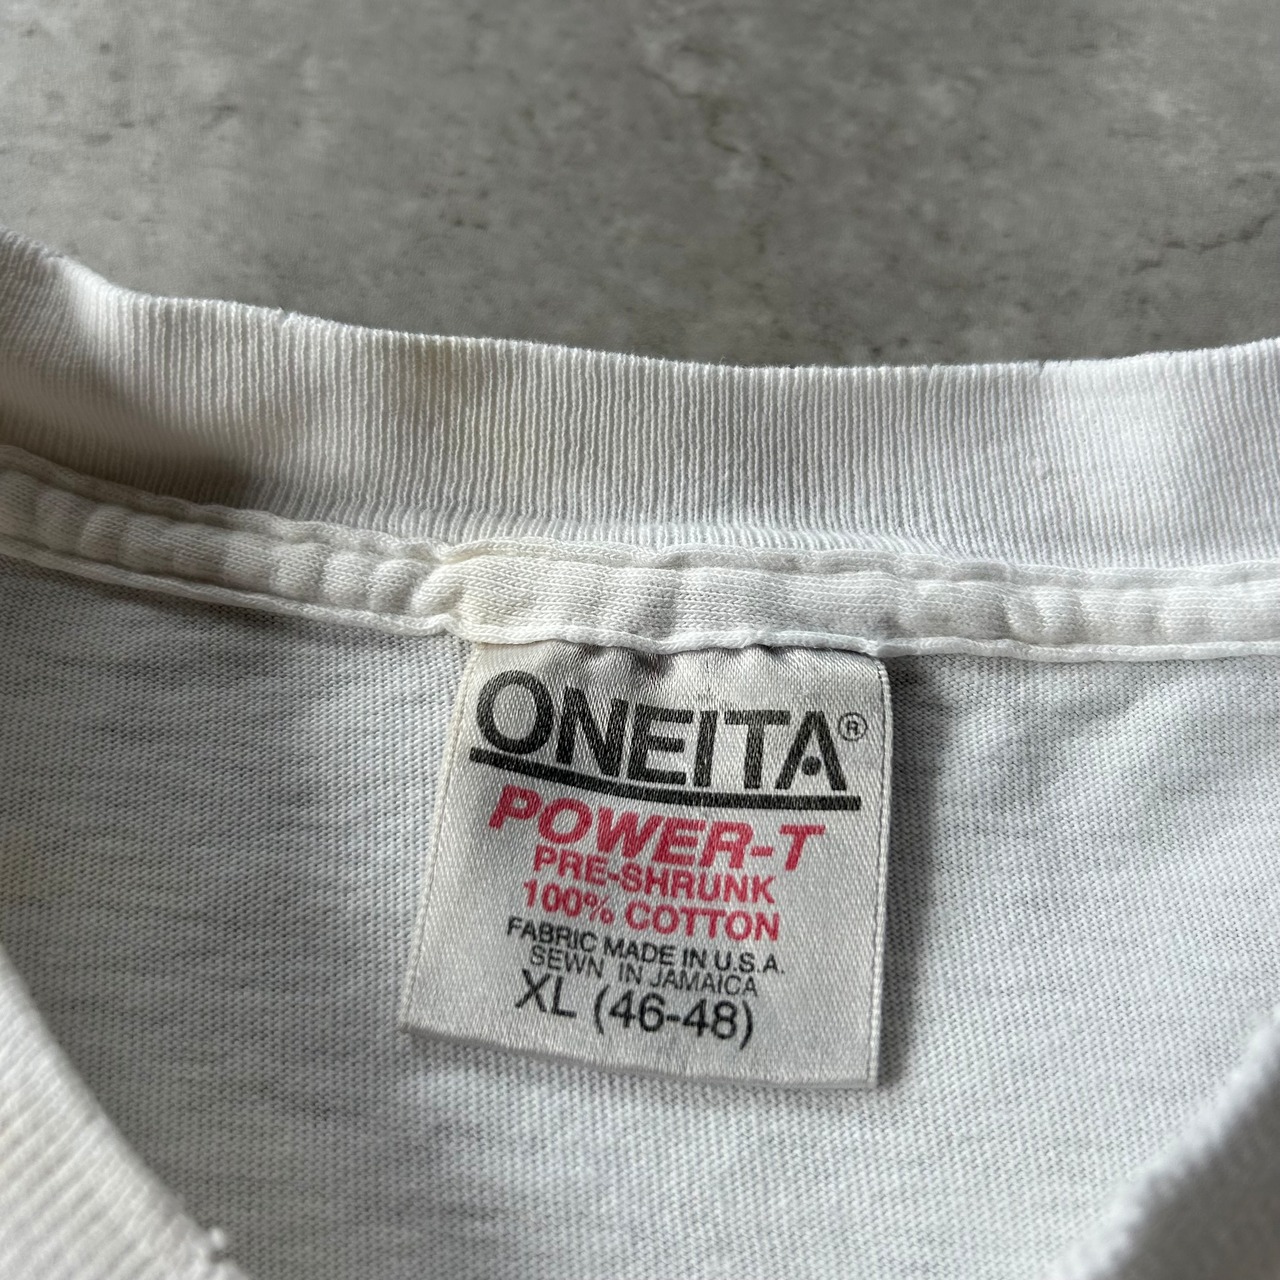 ONEITA®
POWER-T
PRE-SHRUNK
100% COTTON
FABRIC MADE IN U.S.A.
SEWN IN JAMAICA
XL (46-48)